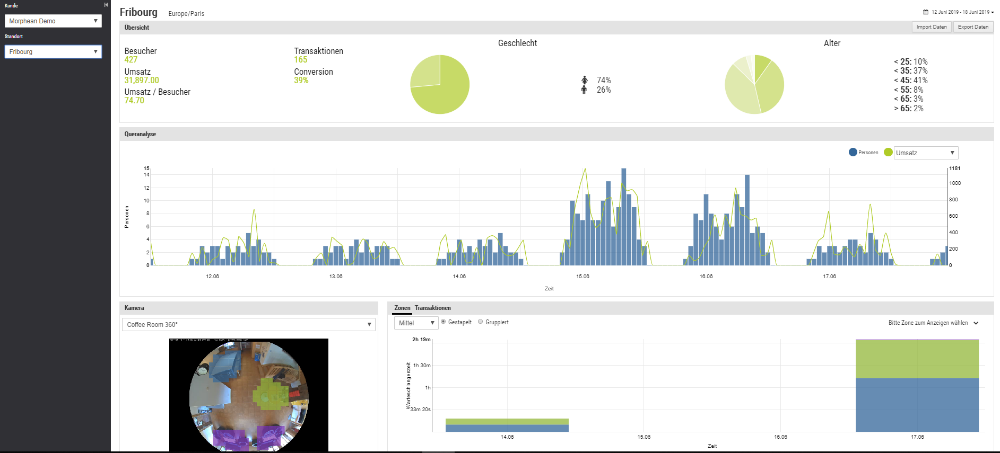 Kunde
Morphean Demo
Standort
Fribourg
Fribourg Europe/Paris
12 Juni 2019 - 18 Juni 2019
Übersicht
Import Daten Export Daten
Besucher
427
Umsatz
31,897.00
Umsatz / Besucher
74.70
Transaktionen
165
Conversion
39%
Geschlecht
74%
26%
Alter
< 25: 10%
< 35: 37%
< 45: 41%
< 55: 8%
< 65: 3%
> 65: 2%
Queranalyse
Personen Umsatz
15
14
12
10
8
6
4
2
0
Personen
1181
1000
800
600
400
200
0
12.06 13.06 14.06 15.06 16.06 17.06
Zeit
Kamera
Coffee Room 360°
Zonen Transaktionen
Mittel Gestapelt Gruppiert
Bitte Zone zum Anzeigen wählen
2h 19m
1h 30m
1h
33m 20s
Warteschlangenzeit
14.06 15.06 16.06 17.06
Zeit